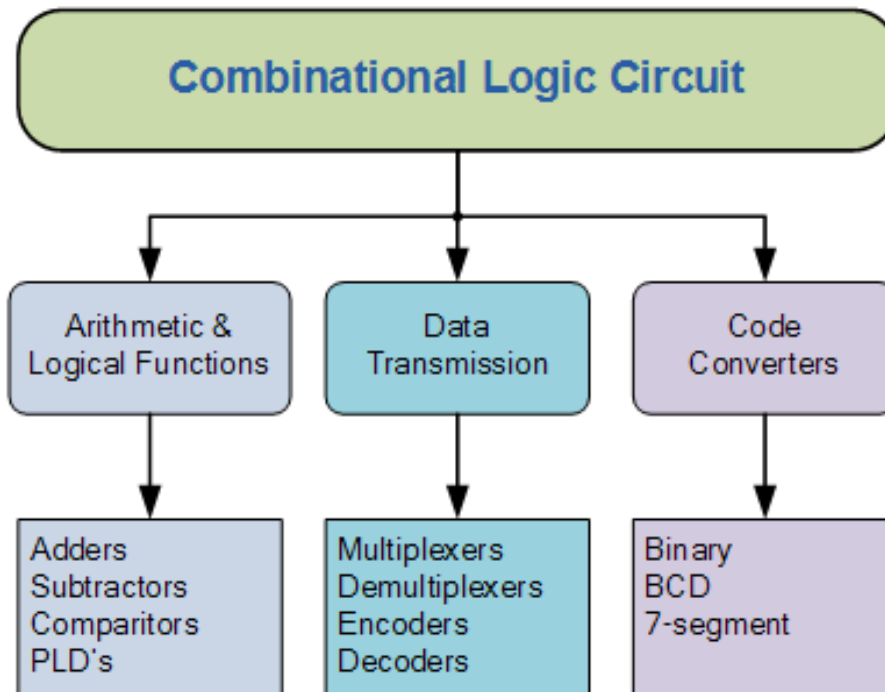 Combinational Logic Circuit
Arithmetic &
Logical Functions
Data
Transmission
Code
Converters
Adders
Subtractors
Comparitors
PLD's
Multiplexers
Demultiplexers
Encoders
Decoders
Binary
BCD
7-segment